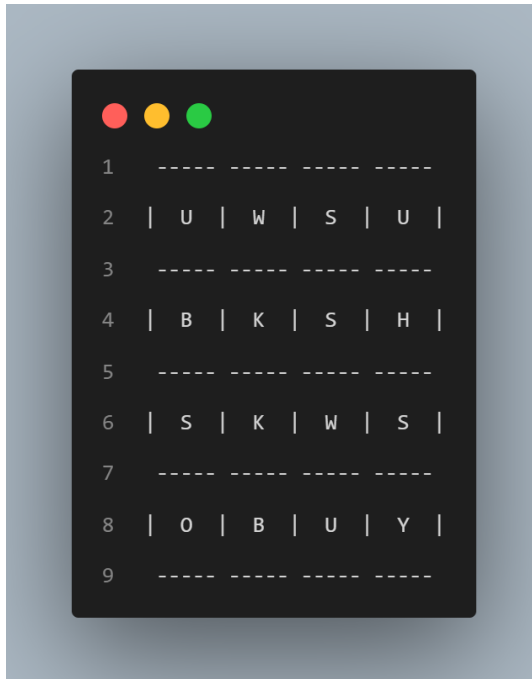 1   ----- ----- ----- -----
2  |  U  |  W  |  S  |  U  |
3   ----- ----- ----- -----
4  |  B  |  K  |  S  |  H  |
5   ----- ----- ----- -----
6  |  S  |  K  |  W  |  S  |
7   ----- ----- ----- -----
8  |  O  |  B  |  U  |  Y  |
9   ----- ----- ----- -----